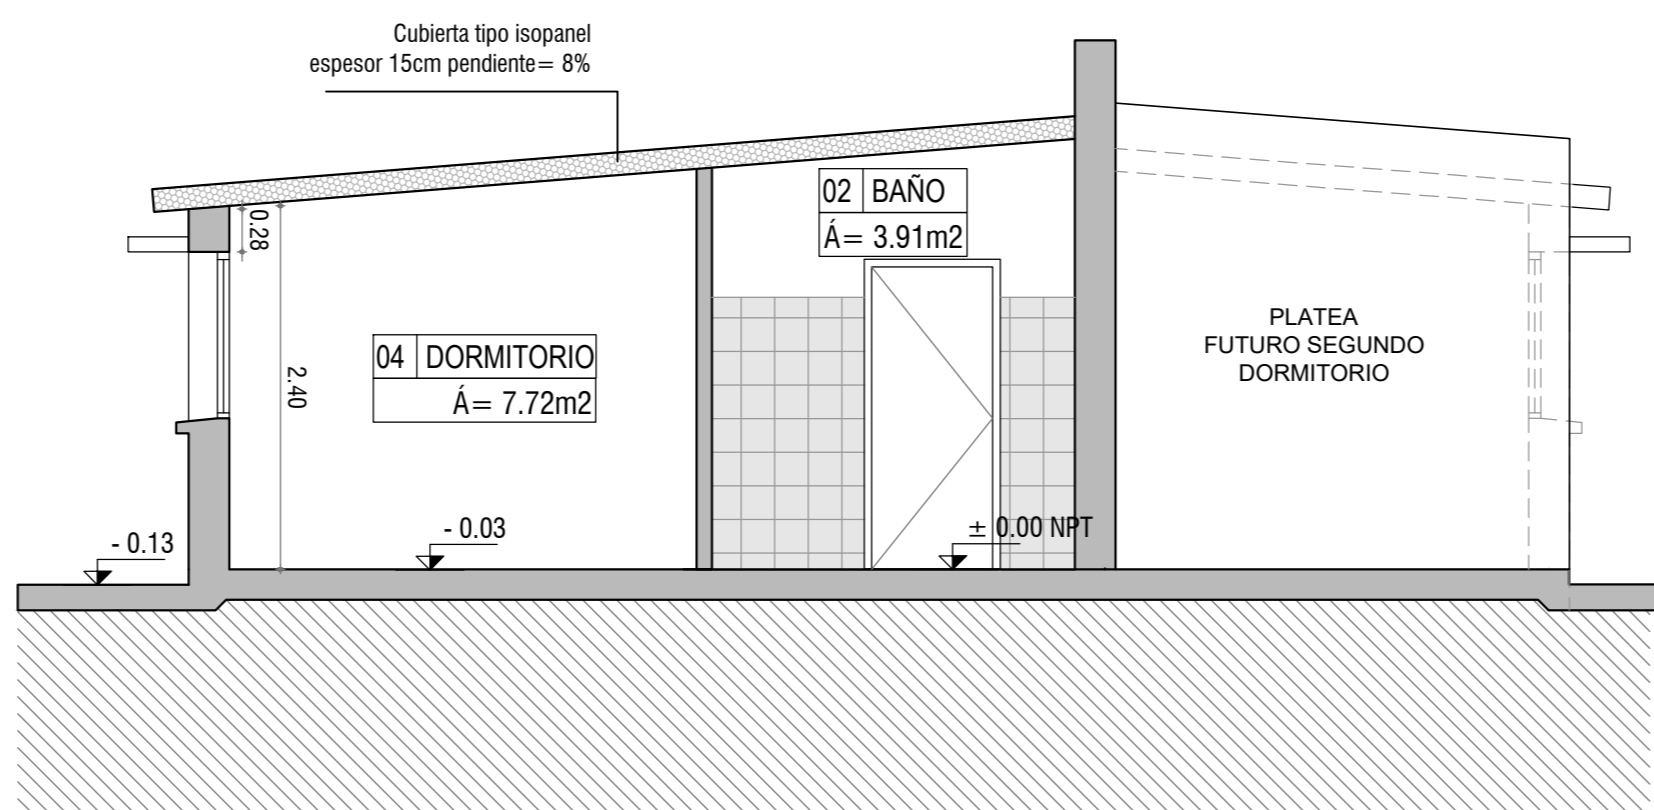 Cubierta tipo isopanel
espesor 15cm pendiente= 8%
02 BAÑO
Á= 3.91m2
0.28
2.40
04 DORMITORIO
Á= 7.72m2
PLATEA
FUTURO SEGUNDO
DORMITORIO
- 0.13
- 0.03
± 0.00 NPT